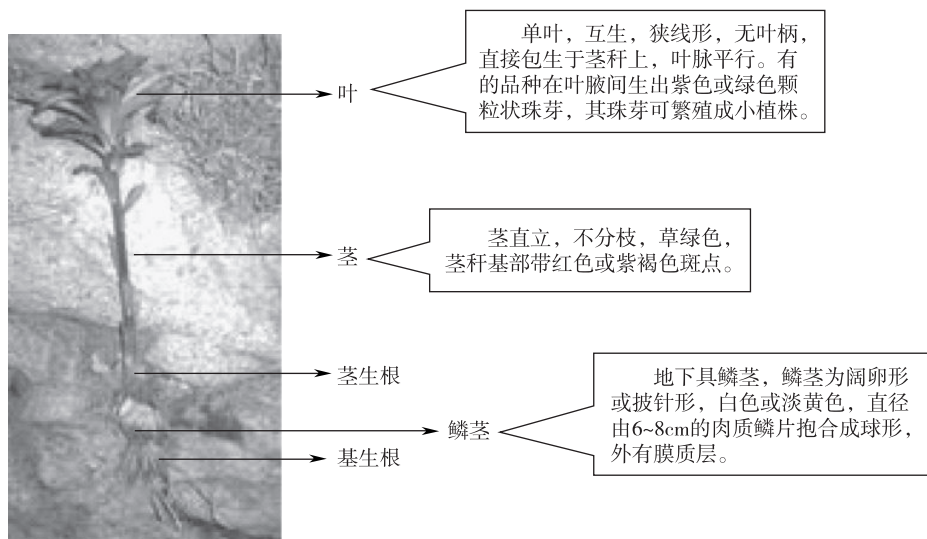 单叶，互生，狭线形，无叶柄，
直接包生于茎秆上，叶脉平行。有
的品种在叶腋间生出紫色或绿色颗
粒状珠芽，其珠芽可繁殖成小植株。
叶
茎直立，不分枝，草绿色，
茎秆基部带红色或紫褐色斑点。
茎
茎生根
地下具鳞茎，鳞茎为阔卵形
或披针形，白色或淡黄色，直径
由6~8cm的肉质鳞片抱合成球形，
外有膜质层。
鳞茎
基生根